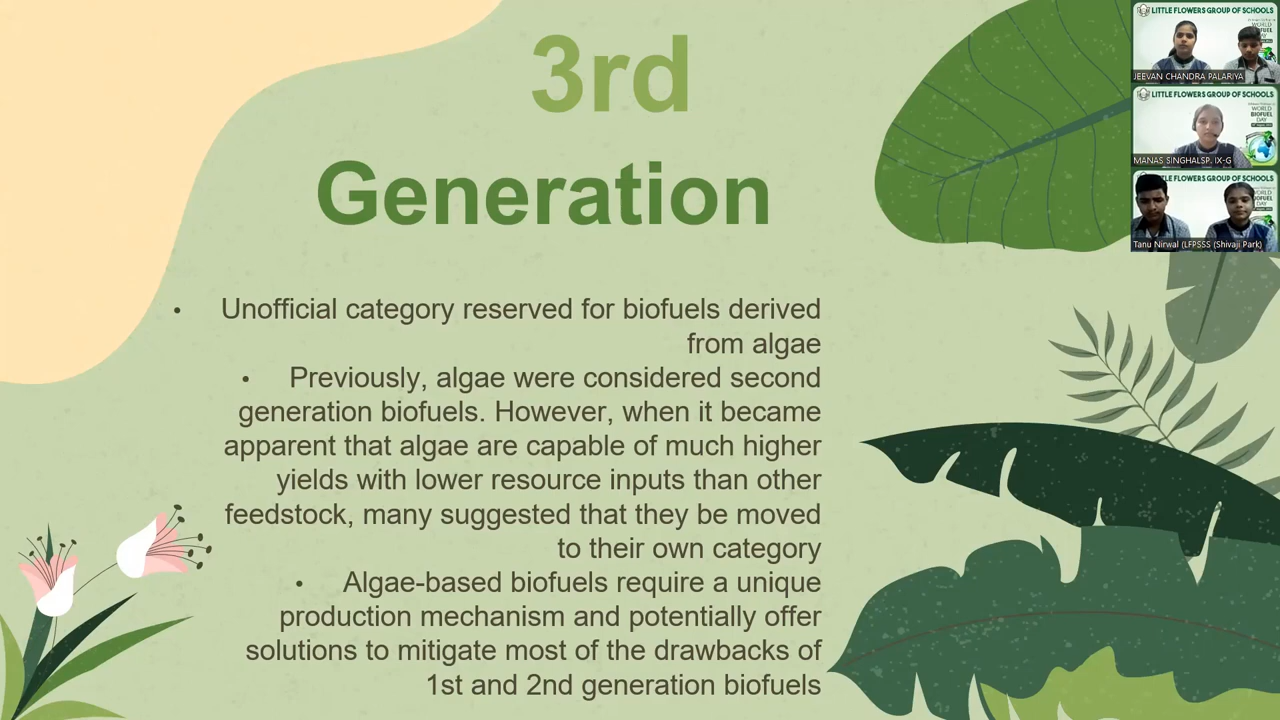 3rd
Generation
• Unofficial category reserved for biofuels derived
from algae
• Previously, algae were considered second
generation biofuels. However, when it became
apparent that algae are capable of much higher
yields with lower resource inputs than other
feedstock, many suggested that they be moved
to their own category
• Algae-based biofuels require a unique
production mechanism and potentially offer
solutions to mitigate most of the drawbacks of
1st and 2nd generation biofuels
LITTLE FLOWERS GROUP OF SCHOOLS
JEEVAN CHANDRA PALARIYA
LITTLE FLOWERS GROUP OF SCHOOLS
WORLD
BIOFUEL
DAY
MANAS SINGHALSP. IX-G
LITTLE FLOWERS GROUP OF SCHOOLS
Tanu Nirwal (LFPSSS (Shivaji Park)